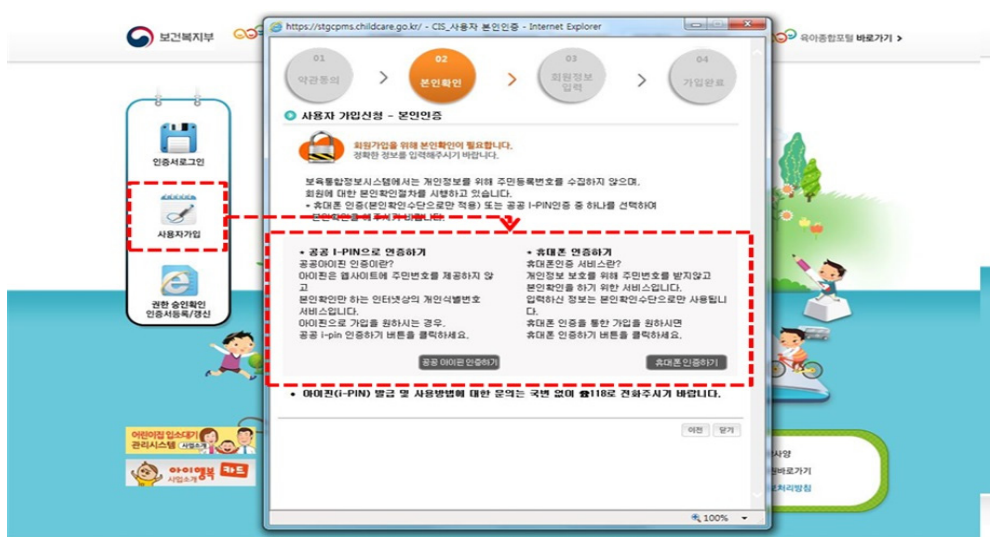 보건복지부
육아종합포털 바로가기 >
인증서로그인
사용자가입
권한 승인확인
인증서등록/갱신
어린이집 입소대기
관리시스템 사업소개
아이행복 카드
사업소개
https://stgcpms.childcare.go.kr/ - CIS_사용자 본인인증 - Internet Explorer
01
약관동의
>
02
본인확인
>
03
회원정보
입력
>
04
가입완료
사용자 가입신청 - 본인인증
회원가입을 위해 본인확인이 필요합니다.
정확한 정보를 입력해주시기 바랍니다.
보육통합정보시스템에서는 개인정보를 위해 주민등록번호를 수집하지 않으며,
회원에 대한 본인확인절차를 시행하고 있습니다.
• 휴대폰 인증(본인확인수단으로만 적용) 또는 공공 I-PIN인증 중 하나를 선택하여
본인확인을 해주시기 바랍니다.
• 공공 I-PIN으로 인증하기
공공아이핀 인증이란?
아이핀은 웹사이트에 주민번호를 제공하지 않
고
본인확인만 하는 인터넷상의 개인식별번호
서비스입니다.
아이핀으로 가입을 원하시는 경우,
공공 i-pin 인증하기 버튼을 클릭하세요.
공공 아이핀 인증하기
• 휴대폰 인증하기
휴대폰인증 서비스란?
개인정보 보호를 위해 주민번호를 받지않고
본인확인을 하기 위한 서비스입니다.
입력하신 정보는 본인확인수단으로만 사용됩니
다.
휴대폰 인증을 통한 가입을 원하시면
휴대폰 인증하기 버튼을 클릭하세요.
휴대폰인증하기
• 아이핀(i-PIN) 발급 및 사용방법에 대한 문의는 국번 없이 ☎118로 전화주시기 바랍니다.
이전 닫기
사양
원바로가기
보처리방침
100%